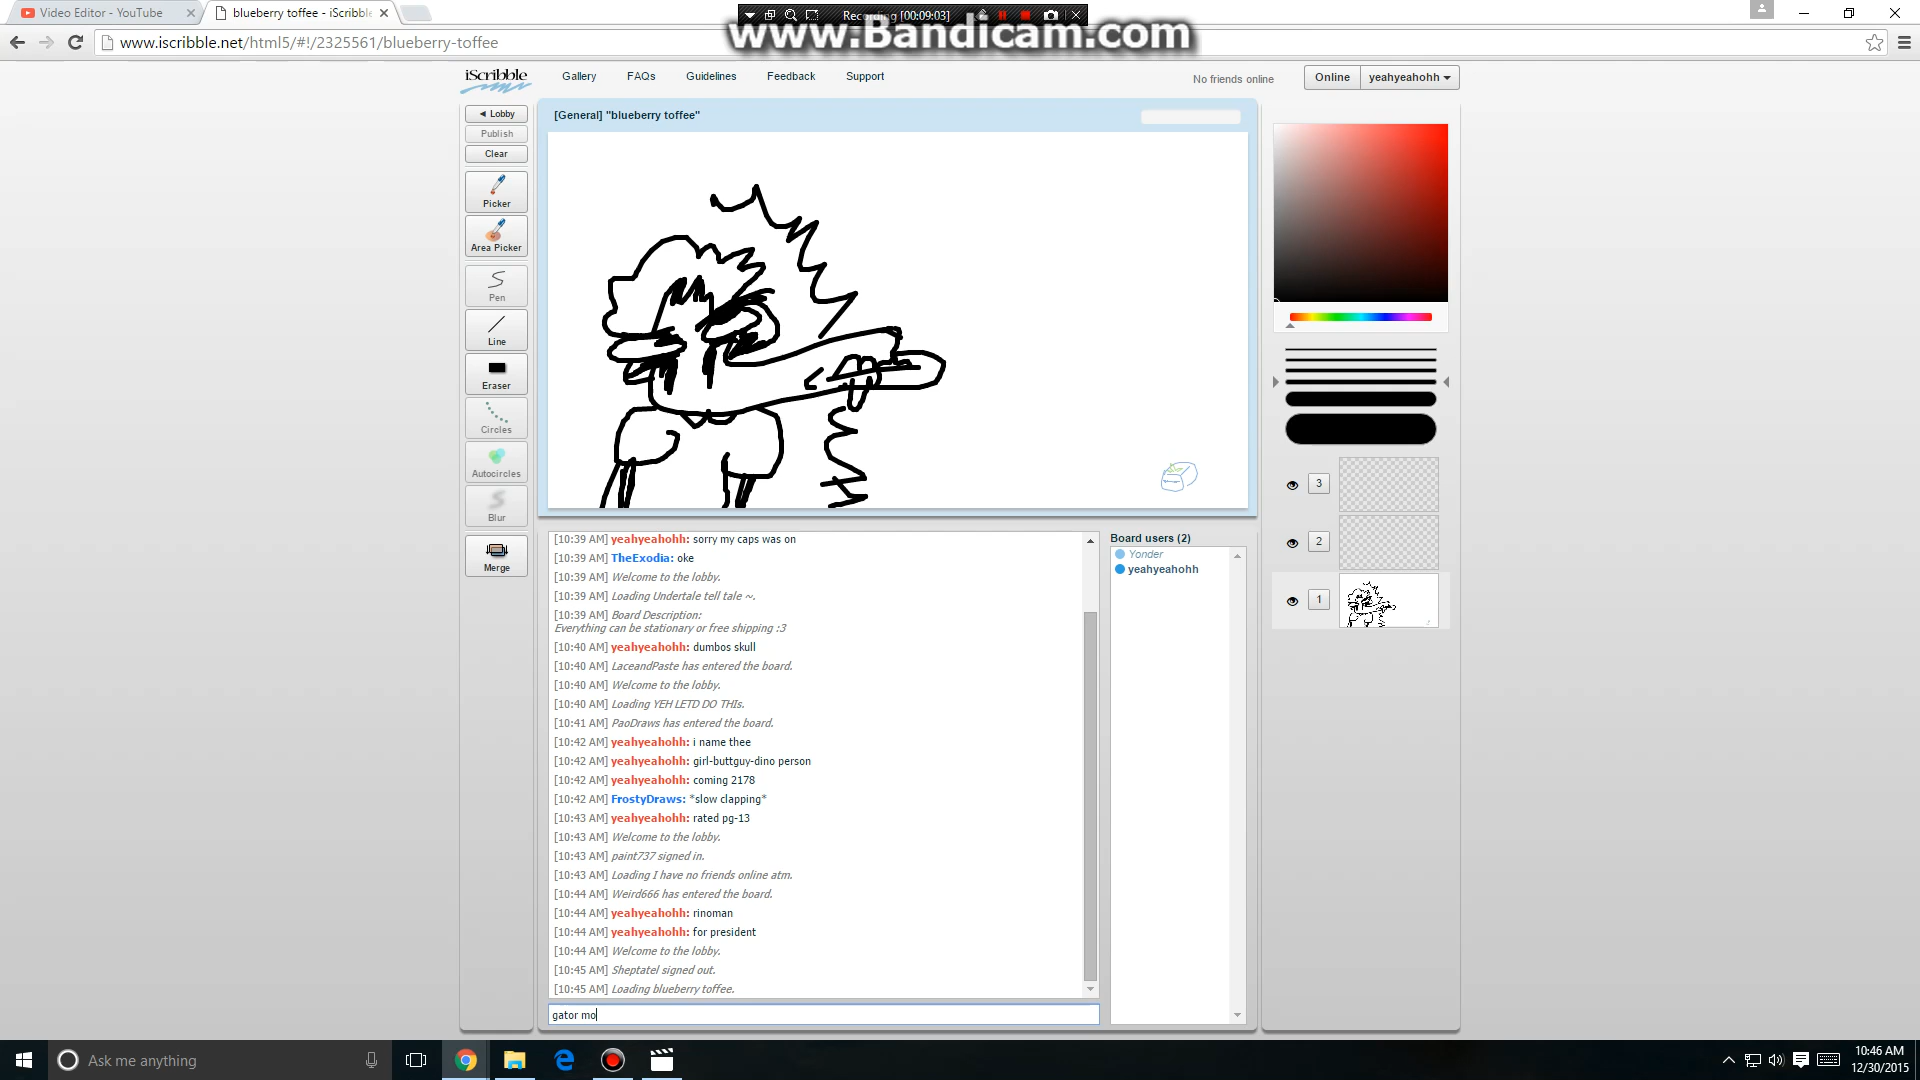 Video Editor - YouTube
blueberry toffee - iScribble
Recording [00:09:03]
www.Bandicam.com
www.iscribble.net/html5/#!/2325561/blueberry-toffee
iScribble
Gallery
FAQs
Guidelines
Feedback
Support
No friends online
Online
yeahyeahohh
Lobby
Publish
Clear
Picker
Area Picker
Pen
Line
Eraser
Circles
Autocircles
Blur
Merge
[General] "blueberry toffee"
3
2
1
[10:39 AM] yeahyeahohh: sorry my caps was on
[10:39 AM] TheExodia: oke
[10:39 AM] Welcome to the lobby.
[10:39 AM] Loading Undertale tell tale ~.
[10:39 AM] Board Description:
Everything can be stationary or free shipping :3
[10:40 AM] yeahyeahohh: dumbos skull
[10:40 AM] LaceandPaste has entered the board.
[10:40 AM] Welcome to the lobby.
[10:40 AM] Loading YEH LETD DO THIs.
[10:41 AM] PaoDraws has entered the board.
[10:42 AM] yeahyeahohh: i name thee
[10:42 AM] yeahyeahohh: girl-buttguy-dino person
[10:42 AM] yeahyeahohh: coming 2178
[10:42 AM] FrostyDraws: *slow clapping*
[10:43 AM] yeahyeahohh: rated pg-13
[10:43 AM] Welcome to the lobby.
[10:43 AM] paint737 signed in.
[10:43 AM] Loading I have no friends online atm.
[10:44 AM] Weird666 has entered the board.
[10:44 AM] yeahyeahohh: rinoman
[10:44 AM] yeahyeahohh: for president
[10:44 AM] Welcome to the lobby.
[10:45 AM] Sheptatel signed out.
[10:45 AM] Loading blueberry toffee.
gator mo
Board users (2)
Yonder
yeahyeahohh
Ask me anything
10:46 AM
12/30/2015